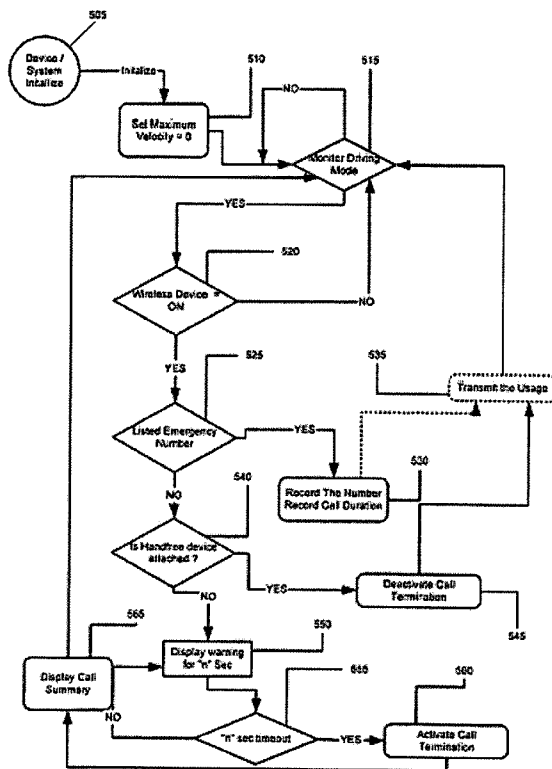 505
Device /
System
Initialize
Initialize
510
515
Set Maximum
Velocity = 0
NO
Monitor Driving
Mode
YES
520
Wireless Device =
ON
NO
YES
525
535
Transmit the Usage
Listed Emergency
Number
YES
530
Record The Number
Record Call Duration
NO
540
Is Handfree device
attached ?
YES
Deactivate Call
Termination
545
NO
565
550
Display warning
for "n" Sec
Display Call
Summary
555
560
NO
"n" sec timeout
YES
Activate Call
Termination